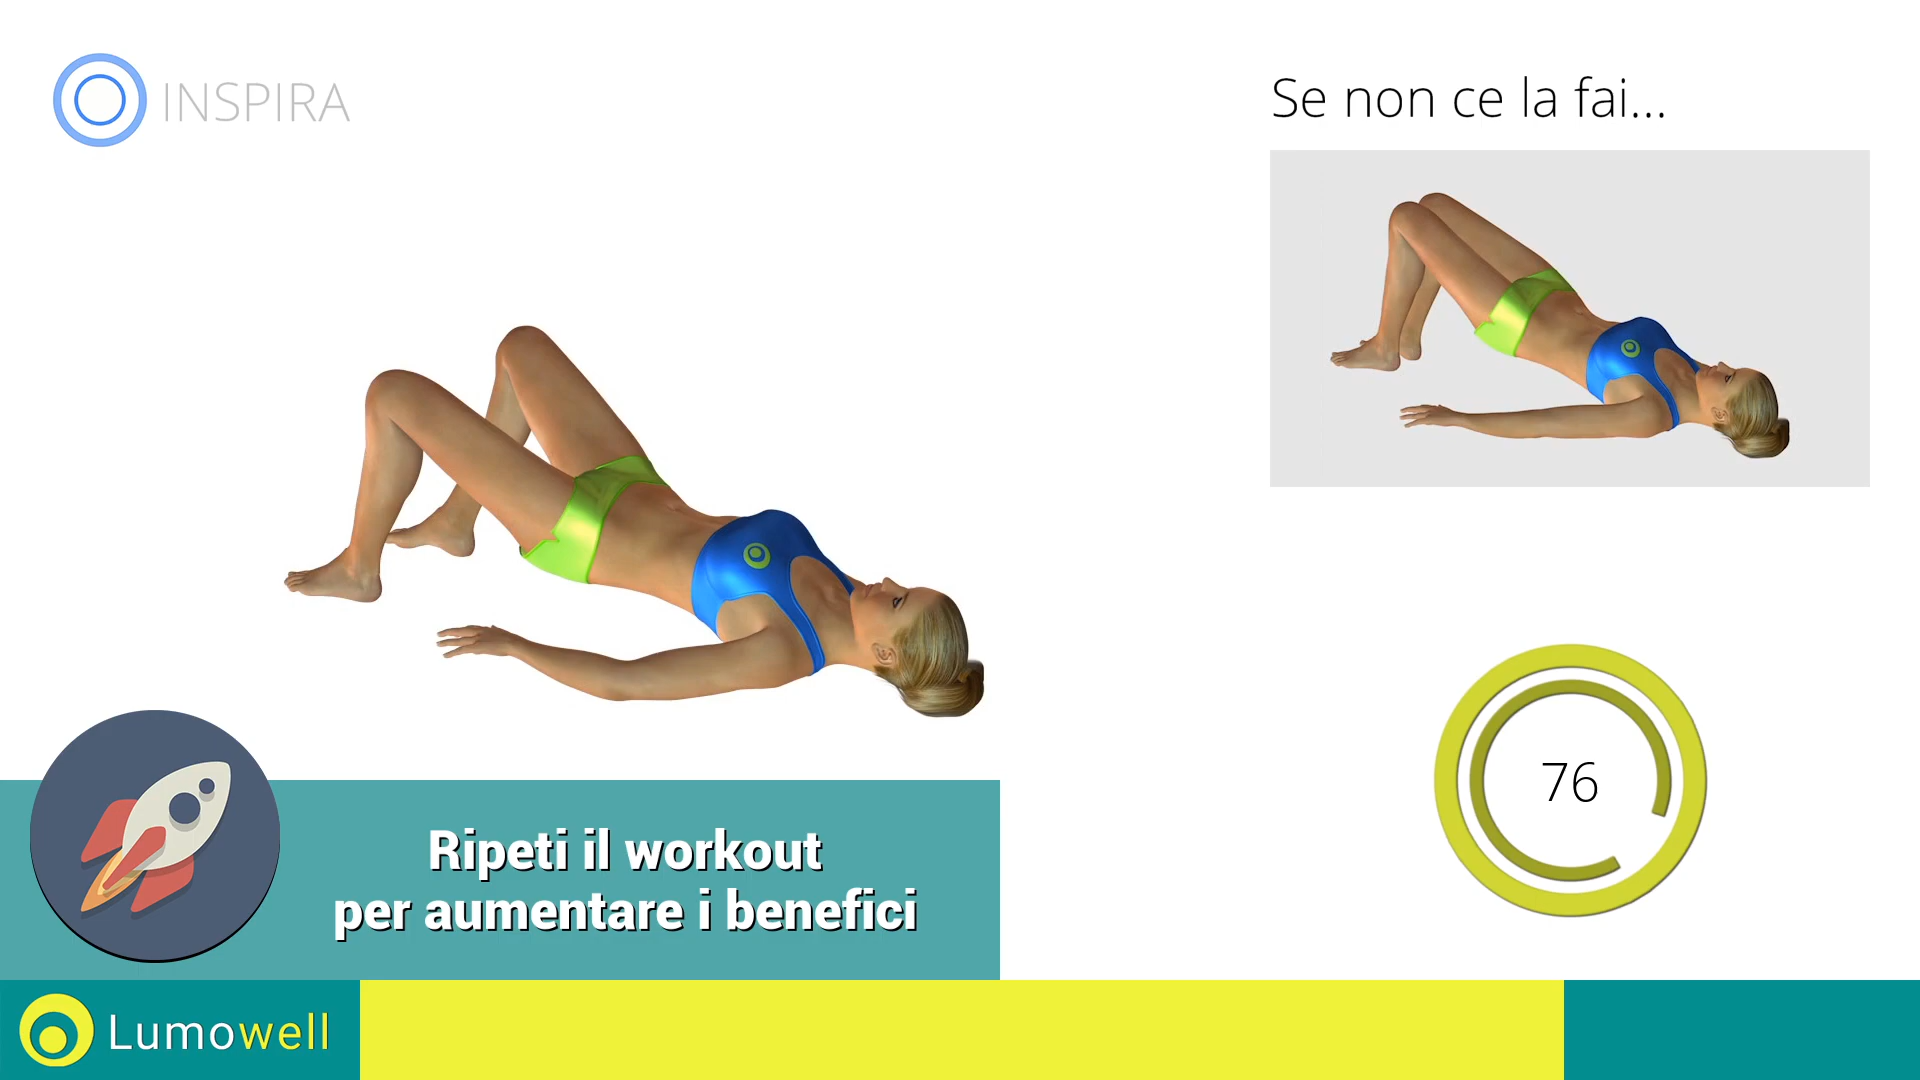 INSPIRA
Se non ce la fai...
76
Ripeti il workout
per aumentare i benefici
Lumowell